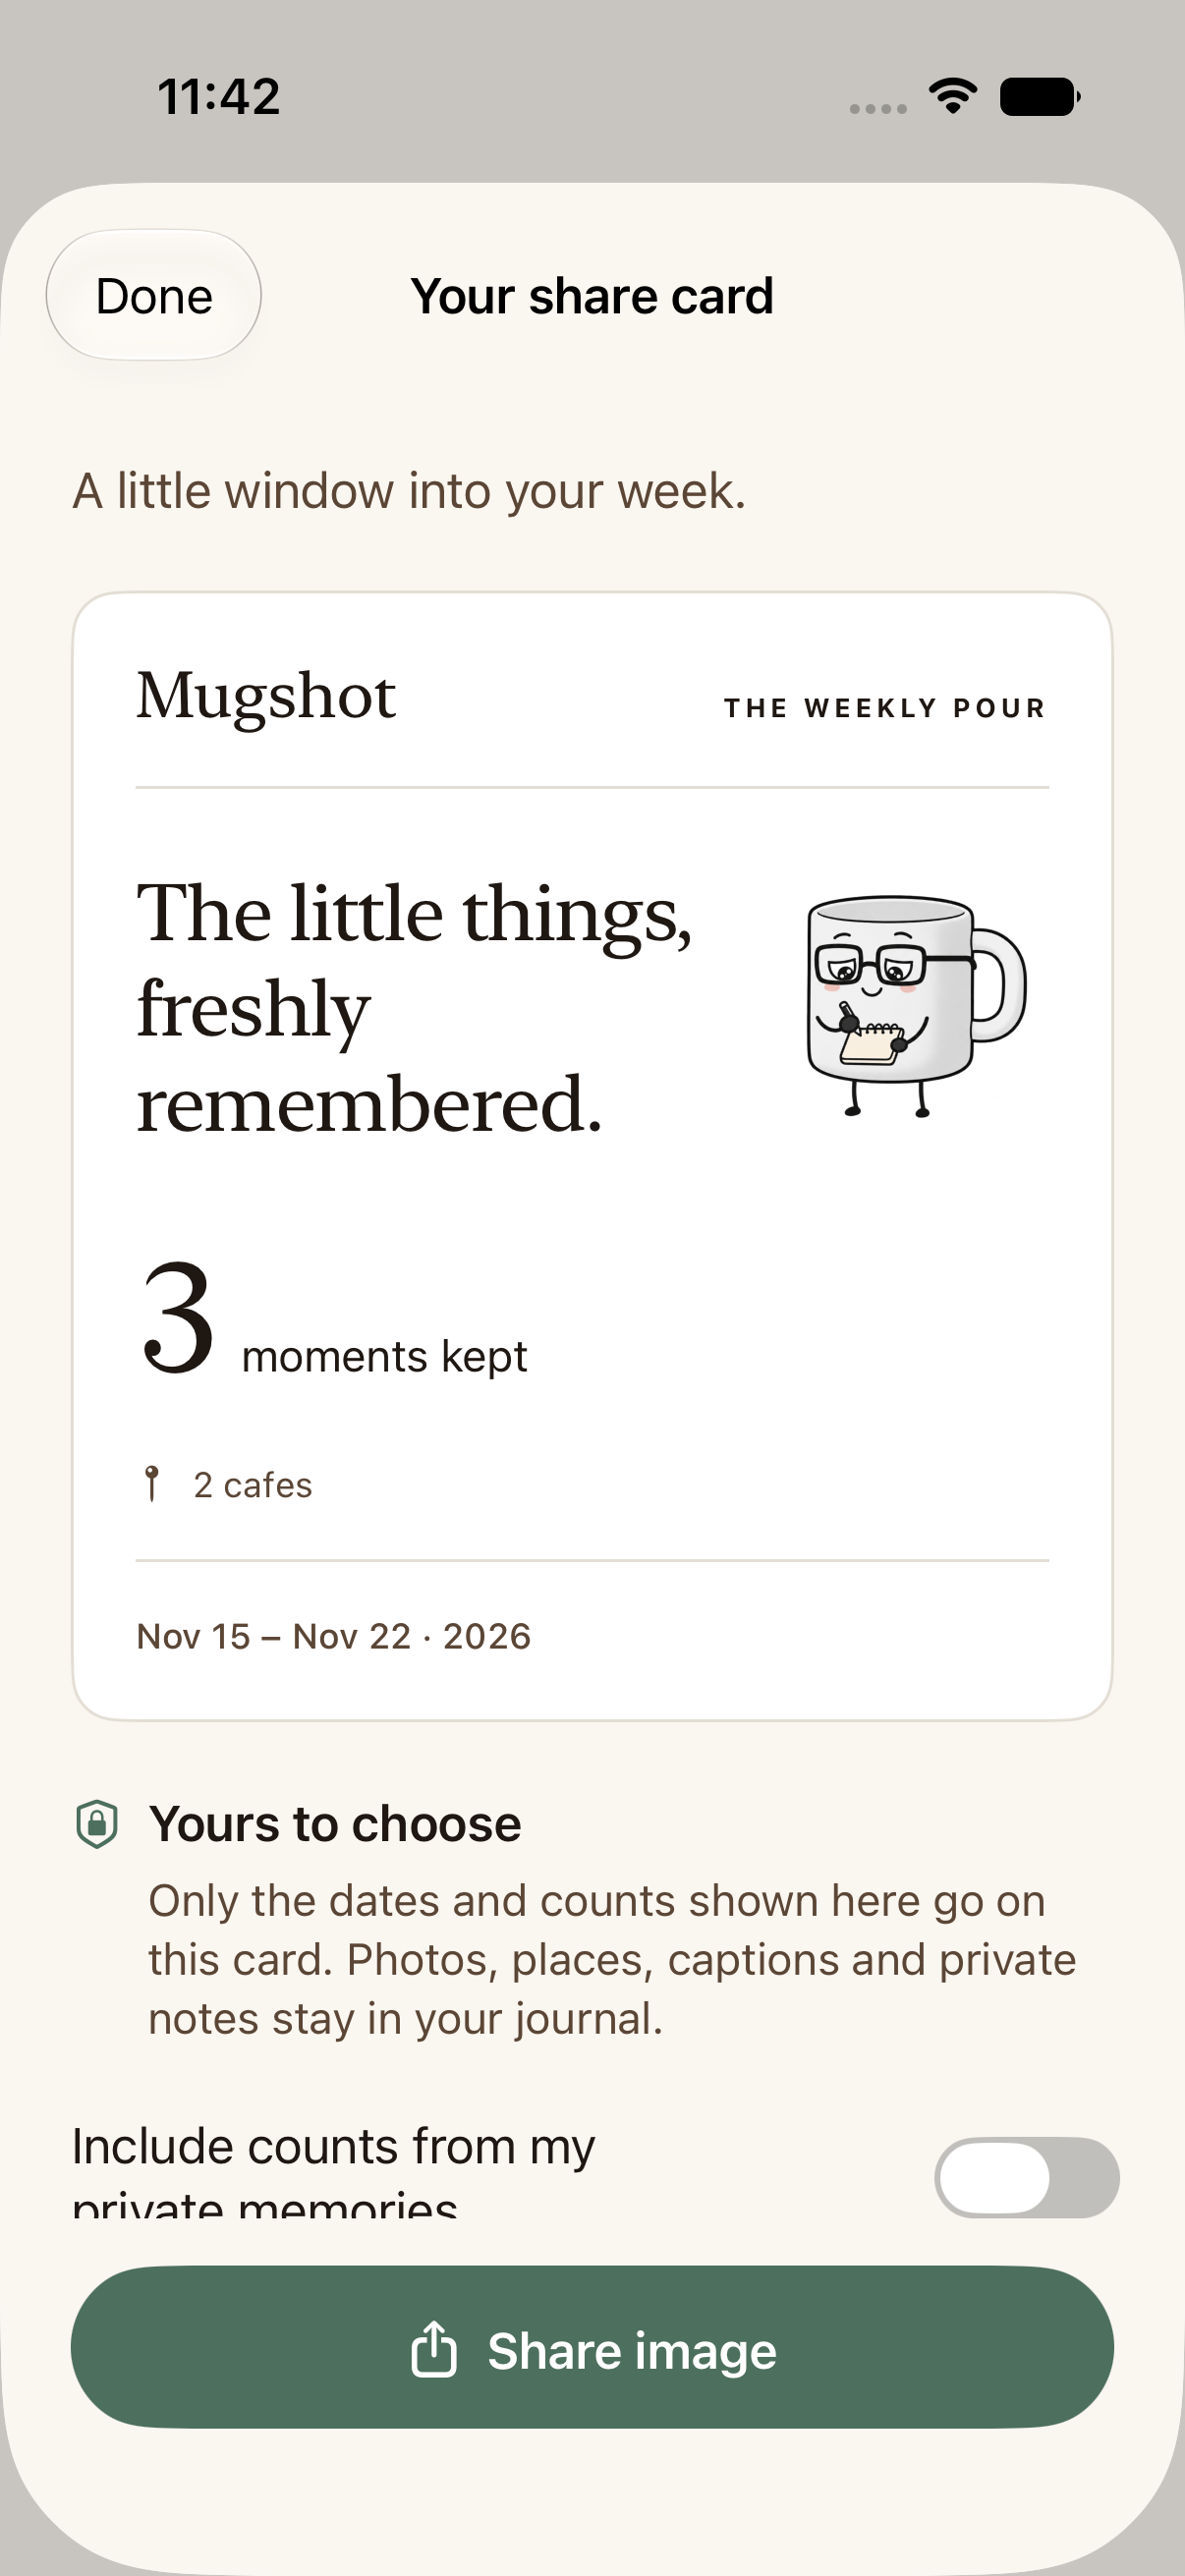 11:42
Done
Your share card
A little window into your week.
Mugshot
THE WEEKLY POUR
The little things,
freshly
remembered.
3 moments kept
2 cafes
Nov 15 – Nov 22 · 2026
Yours to choose
Only the dates and counts shown here go on
this card. Photos, places, captions and private
notes stay in your journal.
Include counts from my
private memories
Share image